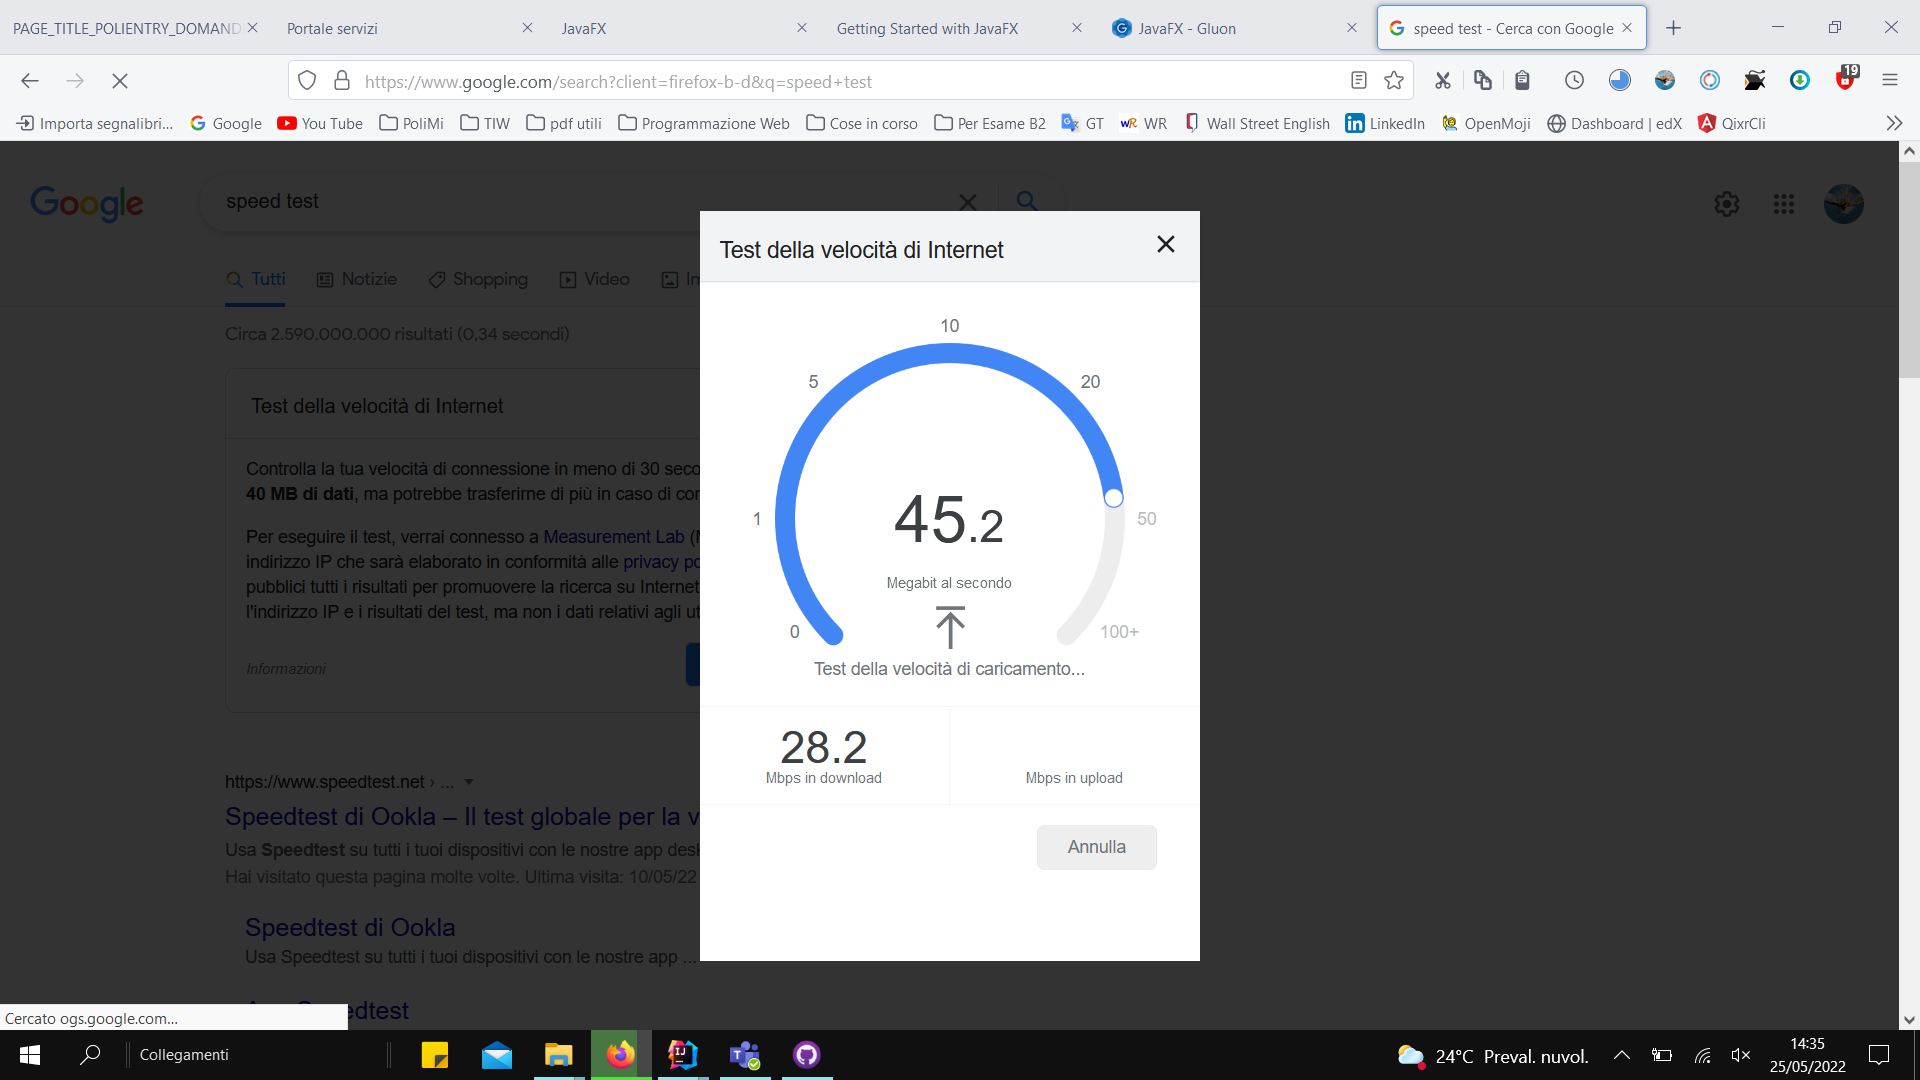 PAGE_TITLE_POLIENTRY_DOMAND
Portale servizi
JavaFX
Getting Started with JavaFX
JavaFX - Gluon
speed test - Cerca con Google
https://www.google.com/search?client=firefox-b-d&q=speed+test
19
Importa segnalibri...
Google
You Tube
PoliMi
TIW
pdf utili
Programmazione Web
Cose in corso
Per Esame B2
GT
WR
Wall Street English
LinkedIn
OpenMoji
Dashboard | edX
QixrCli
Google
speed test
Tutti
Notizie
Shopping
Video
Im
Circa 2.590.000.000 risultati (0,34 secondi)
Test della velocità di Internet
Controlla la tua velocità di connessione in meno di 30 seco
40 MB di dati, ma potrebbe trasferirne di più in caso di cor
Per eseguire il test, verrai connesso a Measurement Lab (M
indirizzo IP che sarà elaborato in conformità alle privacy po
pubblici tutti i risultati per promuovere la ricerca su Internet
l'indirizzo IP e i risultati del test, ma non i dati relativi agli ut
Informazioni
https://www.speedtest.net › ...
Speedtest di Ookla – Il test globale per la v
Usa Speedtest su tutti i tuoi dispositivi con le nostre app desk
Hai visitato questa pagina molte volte. Ultima visita: 10/05/22
Speedtest di Ookla
Usa Speedtest su tutti i tuoi dispositivi con le nostre app ...
edtest
Test della velocità di Internet
0
1
5
10
20
50
100+
45.2
Megabit al secondo
Test della velocità di caricamento...
28.2
Mbps in download
Mbps in upload
Annulla
Cercato ogs.google.com...
Collegamenti
24°C Preval. nuvol.
14:35
25/05/2022